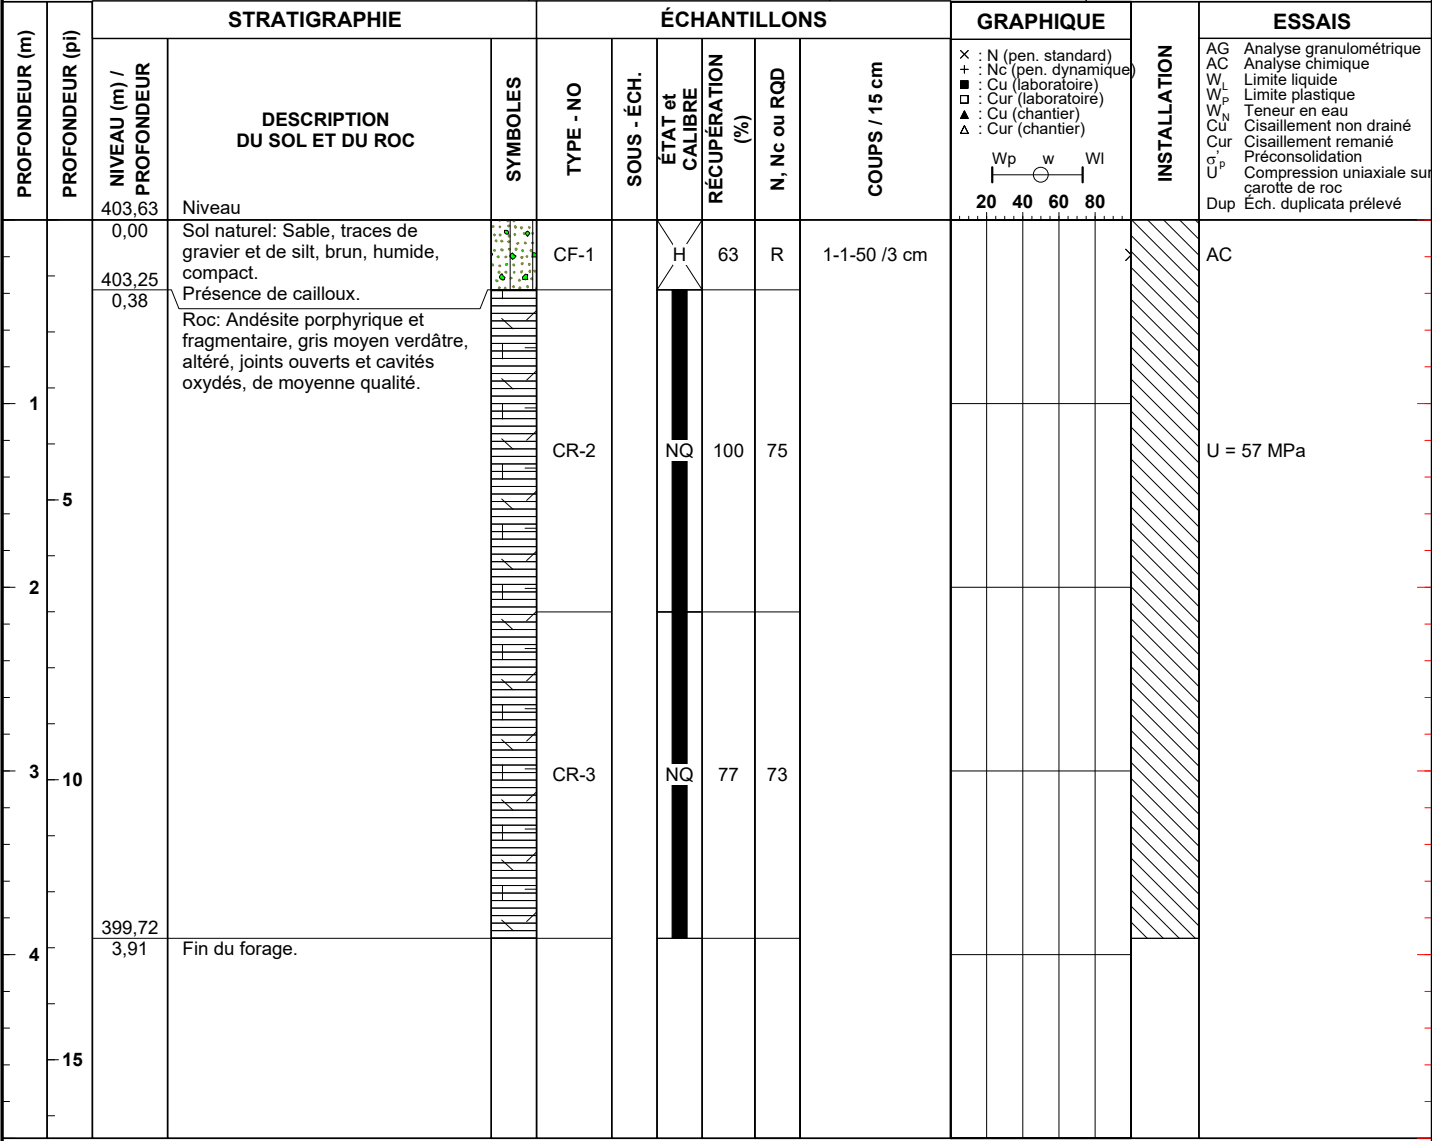 PROFONDEUR (m)
PROFONDEUR (pi)
STRATIGRAPHIE
NIVEAU (m) /
PROFONDEUR
DESCRIPTION
DU SOL ET DU ROC
SYMBOLES
ÉCHANTILLONS
TYPE - NO
SOUS - ÉCH.
ÉTAT et
CALIBRE
RÉCUPÉRATION
(%)
N, Nc ou RQD
COUPS / 15 cm
GRAPHIQUE
× : N (pen. standard)
+ : Nc (pen. dynamique)
■ : Cu (laboratoire)
□ : Cur (laboratoire)
▲ : Cu (chantier)
△ : Cur (chantier)
Wp w Wl
20 40 60 80
INSTALLATION
ESSAIS
AG Analyse granulométrique
AC Analyse chimique
W_L Limite liquide
W_P Limite plastique
W_N Teneur en eau
Cu Cisaillement non drainé
Cur Cisaillement remanié
σ'_p Préconsolidation
U Compression uniaxiale sur
carotte de roc
Dup Éch. duplicata prélevé
403,63 Niveau
0,00 Sol naturel: Sable, traces de
gravier et de silt, brun, humide,
compact.
Présence de cailloux.
CF-1 H 63 R 1-1-50 /3 cm × AC
403,25
0,38
Roc: Andésite porphyrique et
fragmentaire, gris moyen verdâtre,
altéré, joints ouverts et cavités
oxydés, de moyenne qualité.
1
CR-2 NQ 100 75 U = 57 MPa
5
2
3
10
CR-3 NQ 77 73
399,72
3,91 Fin du forage.
4
15